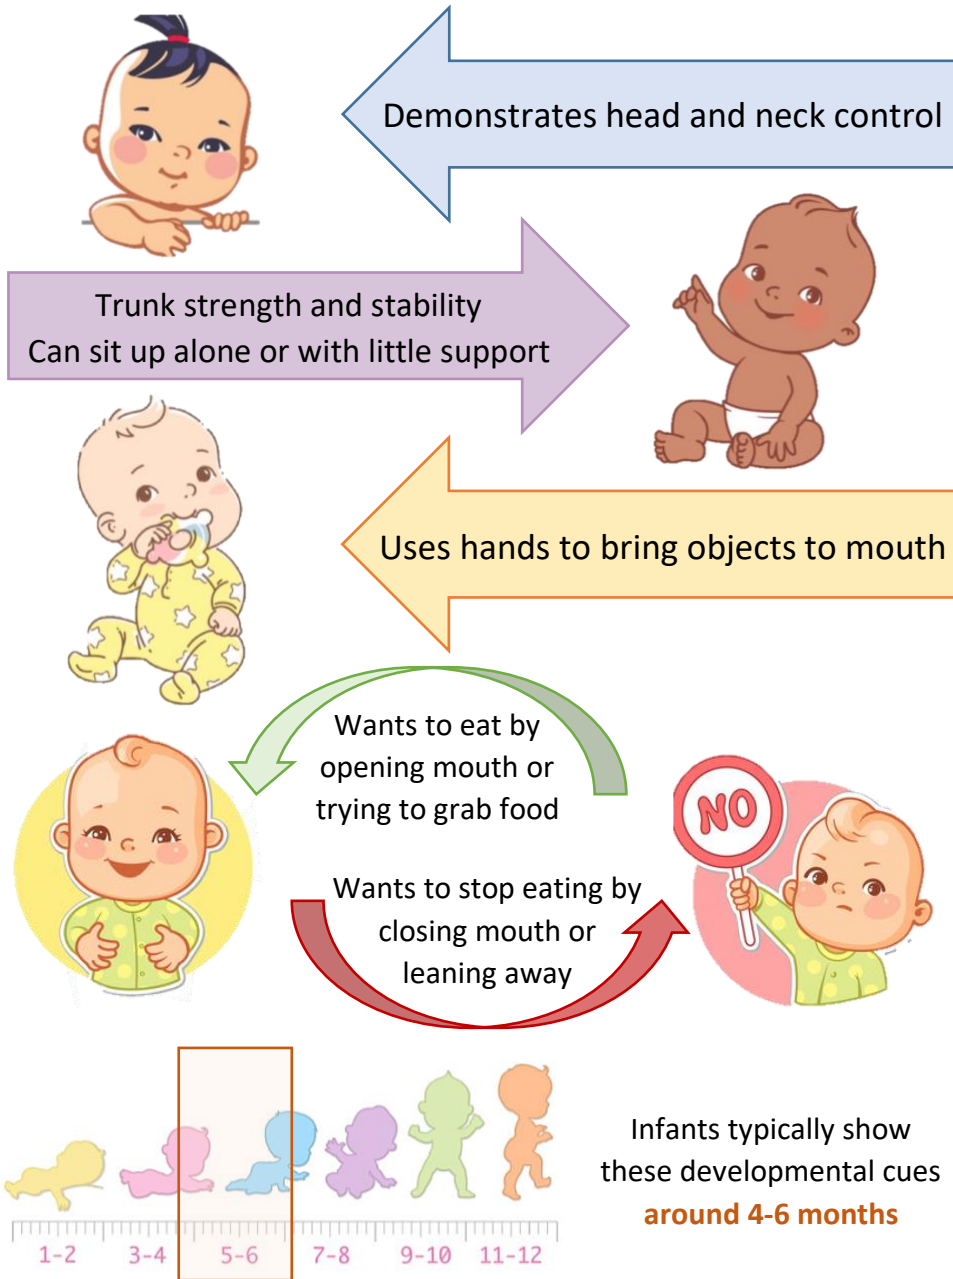 Demonstrates head and neck control
Trunk strength and stability
Can sit up alone or with little support
Uses hands to bring objects to mouth
Wants to eat by
opening mouth or
trying to grab food
NO
Wants to stop eating by
closing mouth or
leaning away
Infants typically show
these developmental cues
around 4-6 months
1-2 3-4 5-6 7-8 9-10 11-12